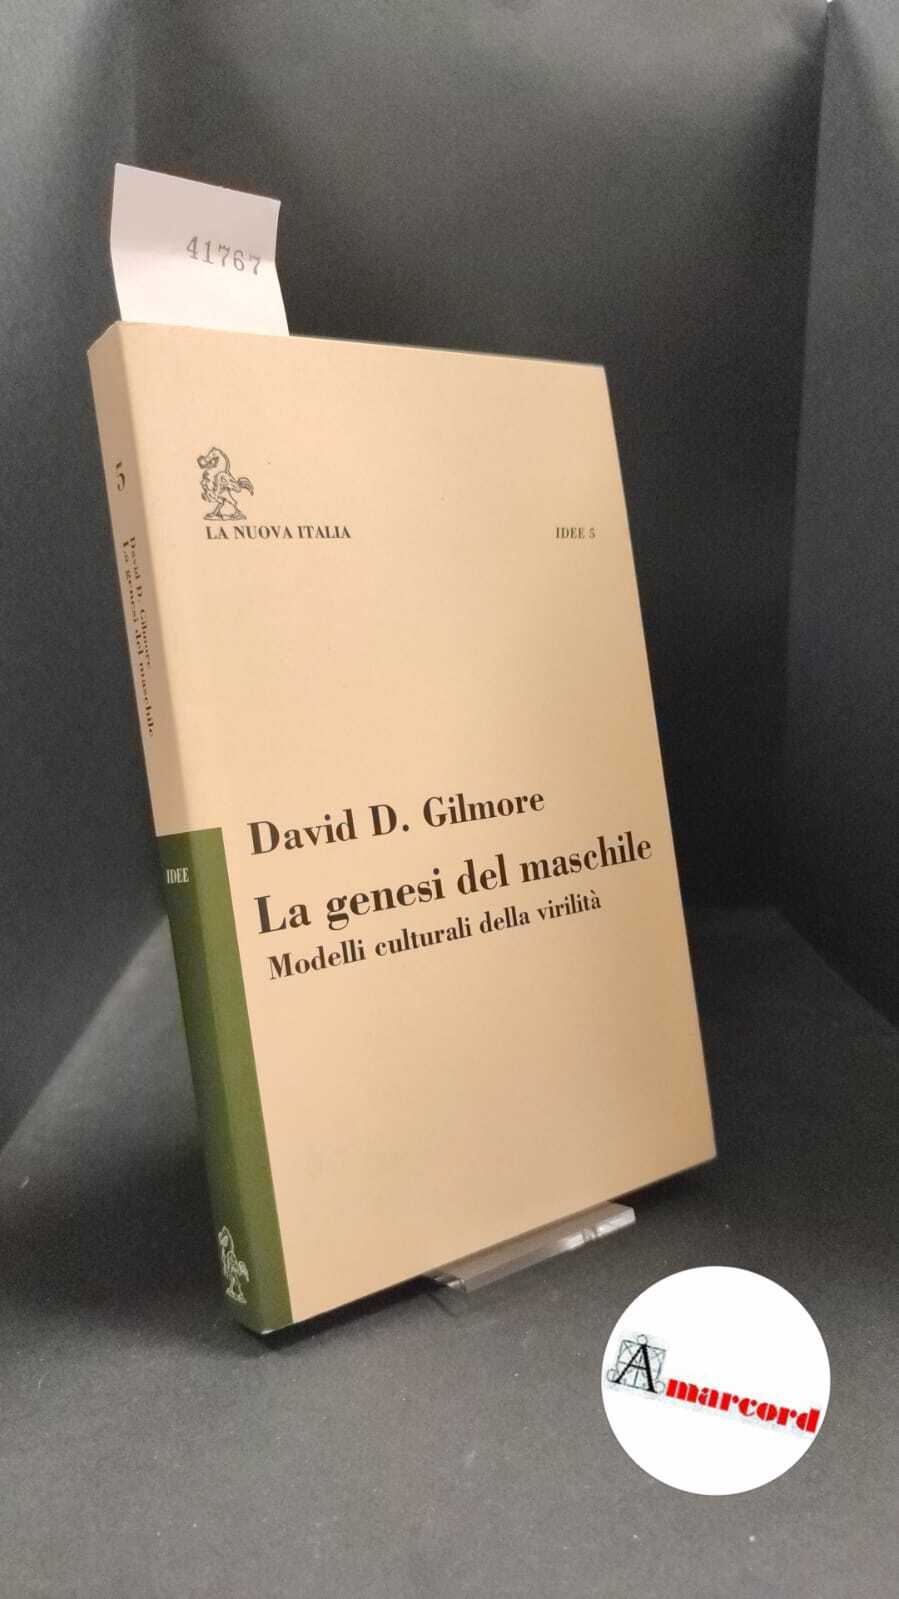 41767
LA NUOVA ITALIA
IDEE 5
David D. Gilmore
La genesi del maschile
Modelli culturali della virilità
5
David D. Gilmore
La genesi del maschile
IDEE
Amarcord